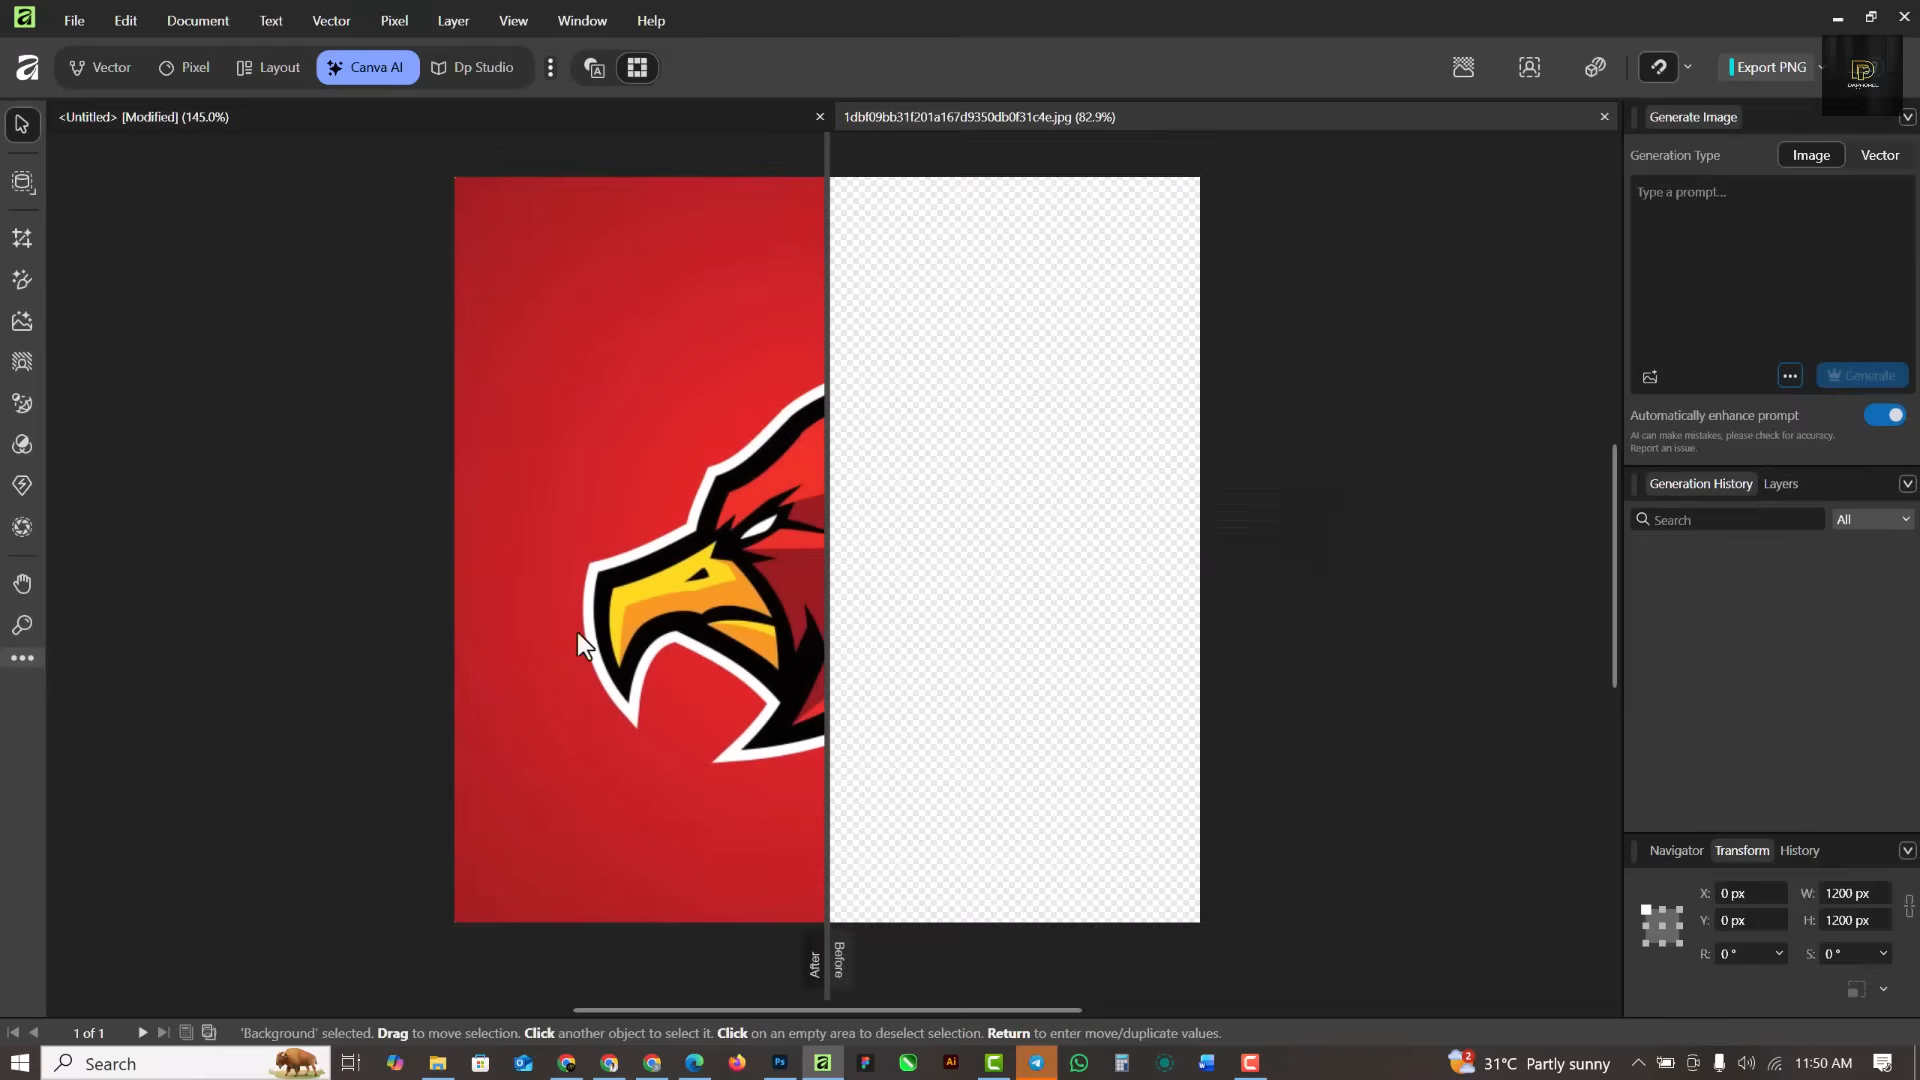 File Edit Document Text Vector Pixel Layer View Window Help
Vector Pixel Layout Canva AI Dp Studio Export PNG
<Untitled> [Modified] (145.0%)
1dbf09bb31f201a167d9350db0f31c4e.jpg (82.9%)
Generate Image
Generation Type Image Vector
Type a prompt...
Generate
Automatically enhance prompt
AI can make mistakes, please check for accuracy.
Report an issue.
Generation History Layers
Search All
Navigator Transform History
X: 0 px W: 1200 px
Y: 0 px H: 1200 px
R: 0 ° S: 0 °
After Before
1 of 1 'Background' selected. Drag to move selection. Click another object to select it. Click on an empty area to deselect selection. Return to enter move/duplicate values.
Search 2 31°C Partly sunny 11:50 AM